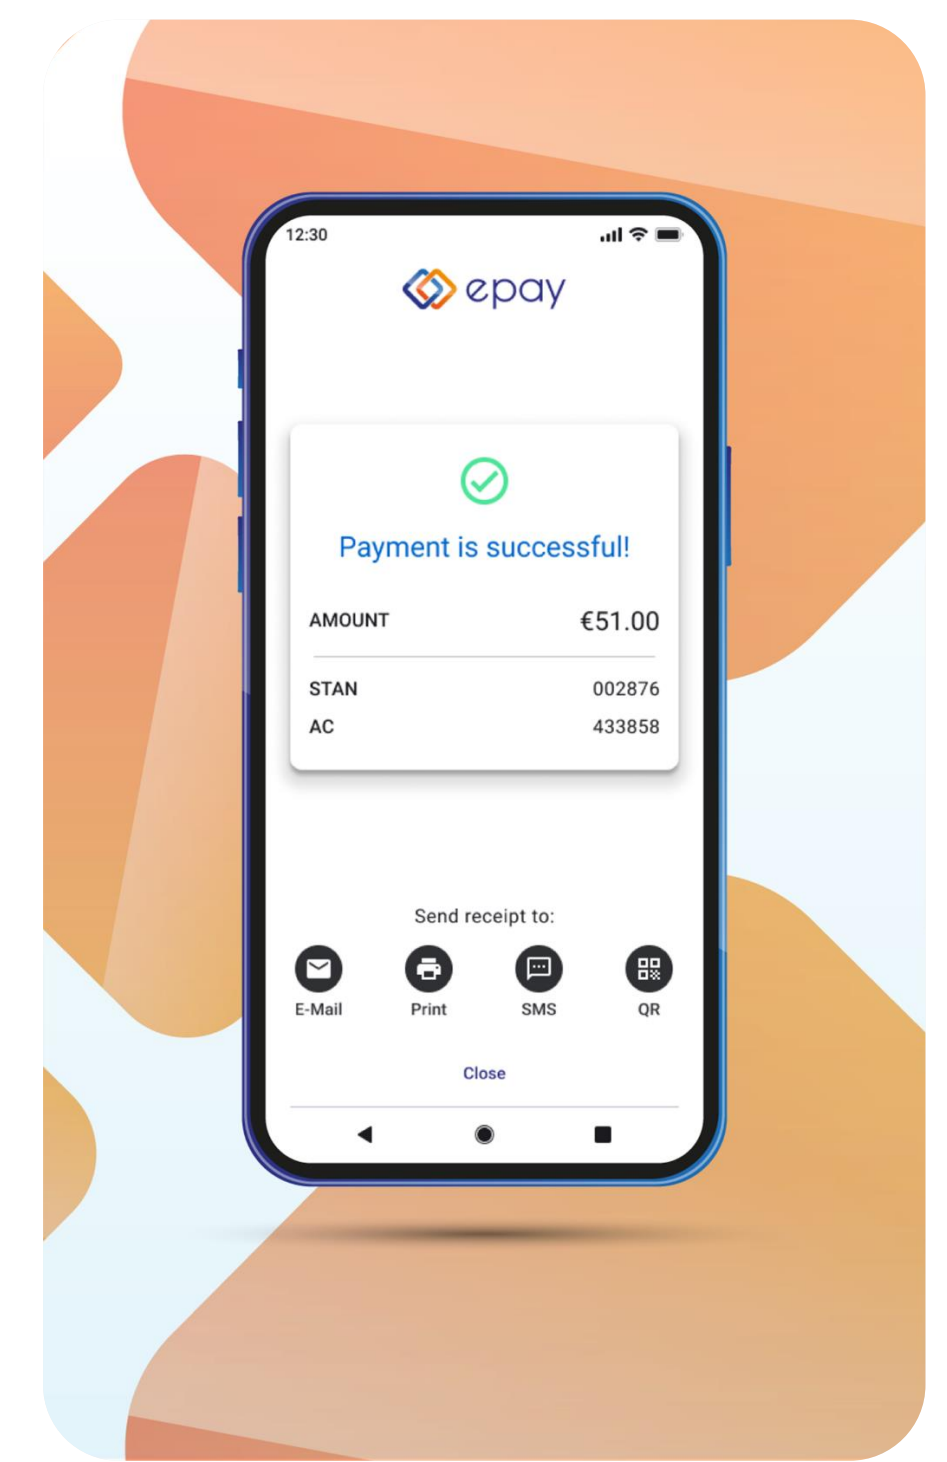 12:30
epay
Payment is successful!
AMOUNT €51.00
STAN 002876
AC 433858
Send receipt to:
E-Mail Print SMS QR
Close